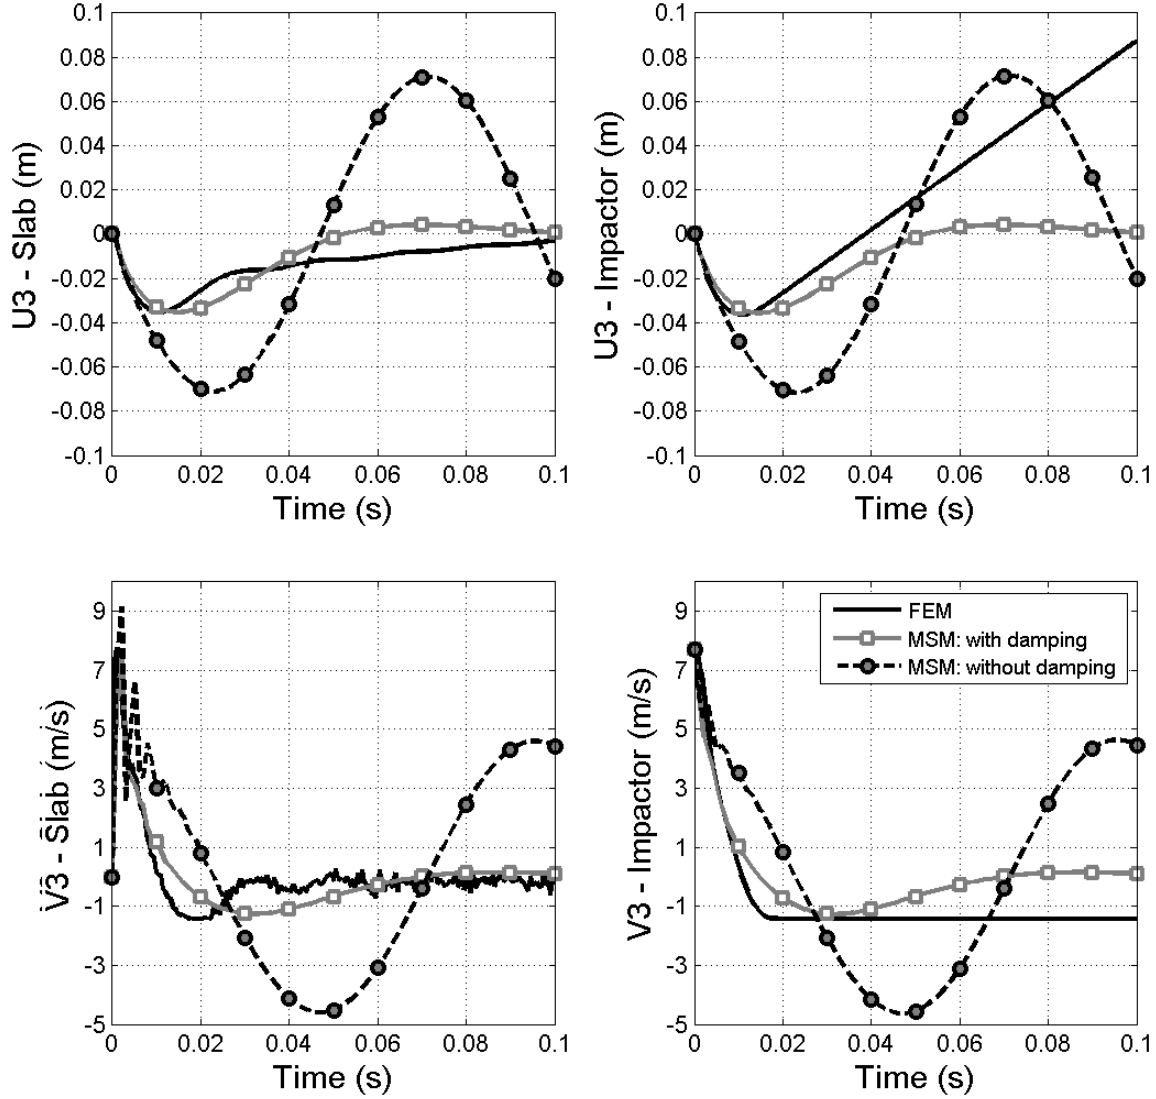 0.1
0.08
0.06
0.04
0.02
0
-0.02
-0.04
-0.06
-0.08
-0.1
U3 - Slab (m)
0 0.02 0.04 0.06 0.08 0.1
Time (s)
0.1
0.08
0.06
0.04
0.02
0
-0.02
-0.04
-0.06
-0.08
-0.1
U3 - Impactor (m)
0 0.02 0.04 0.06 0.08 0.1
Time (s)
9
7
5
3
1
-1
-3
-5
V3 - Slab (m/s)
0 0.02 0.04 0.06 0.08 0.1
Time (s)
9
7
5
3
1
-1
-3
-5
V3 - Impactor (m/s)
FEM
MSM: with damping
MSM: without damping
0 0.02 0.04 0.06 0.08 0.1
Time (s)